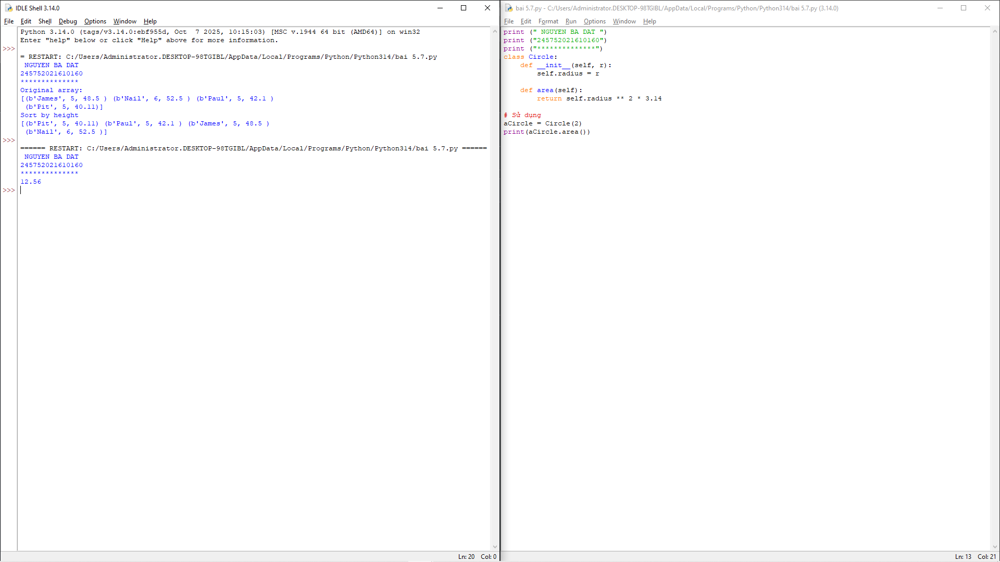 IDLE Shell 3.14.0
File Edit Shell Debug Options Window Help
Python 3.14.0 (tags/v3.14.0:ebf955d, Oct  7 2025, 10:15:03) [MSC v.1944 64 bit (AMD64)] on win32
Enter "help" below or click "Help" above for more information.
>>>
= RESTART: C:/Users/Administrator.DESKTOP-98TGIBL/AppData/Local/Programs/Python/Python314/bai 5.7.py
 NGUYEN BA DAT
245752021610160
**************
Original array:
[(b'James', 5, 48.5 ) (b'Nail', 6, 52.5 ) (b'Paul', 5, 42.1 )
 (b'Pit', 5, 40.11)]
Sort by height
[(b'Pit', 5, 40.11) (b'Paul', 5, 42.1 ) (b'James', 5, 48.5 )
 (b'Nail', 6, 52.5 )]
>>>
====== RESTART: C:/Users/Administrator.DESKTOP-98TGIBL/AppData/Local/Programs/Python/Python314/bai 5.7.py ======
 NGUYEN BA DAT
245752021610160
**************
12.56
>>>
Ln: 20 Col: 0
bai 5.7.py - C:/Users/Administrator.DESKTOP-98TGIBL/AppData/Local/Programs/Python/Python314/bai 5.7.py (3.14.0)
File Edit Format Run Options Window Help
print (" NGUYEN BA DAT ")
print ("245752021610160")
print ("**************")
class Circle:
    def __init__(self, r):
        self.radius = r
    def area(self):
        return self.radius ** 2 * 3.14
# Sử dụng
aCircle = Circle(2)
print(aCircle.area())
Ln: 13 Col: 21